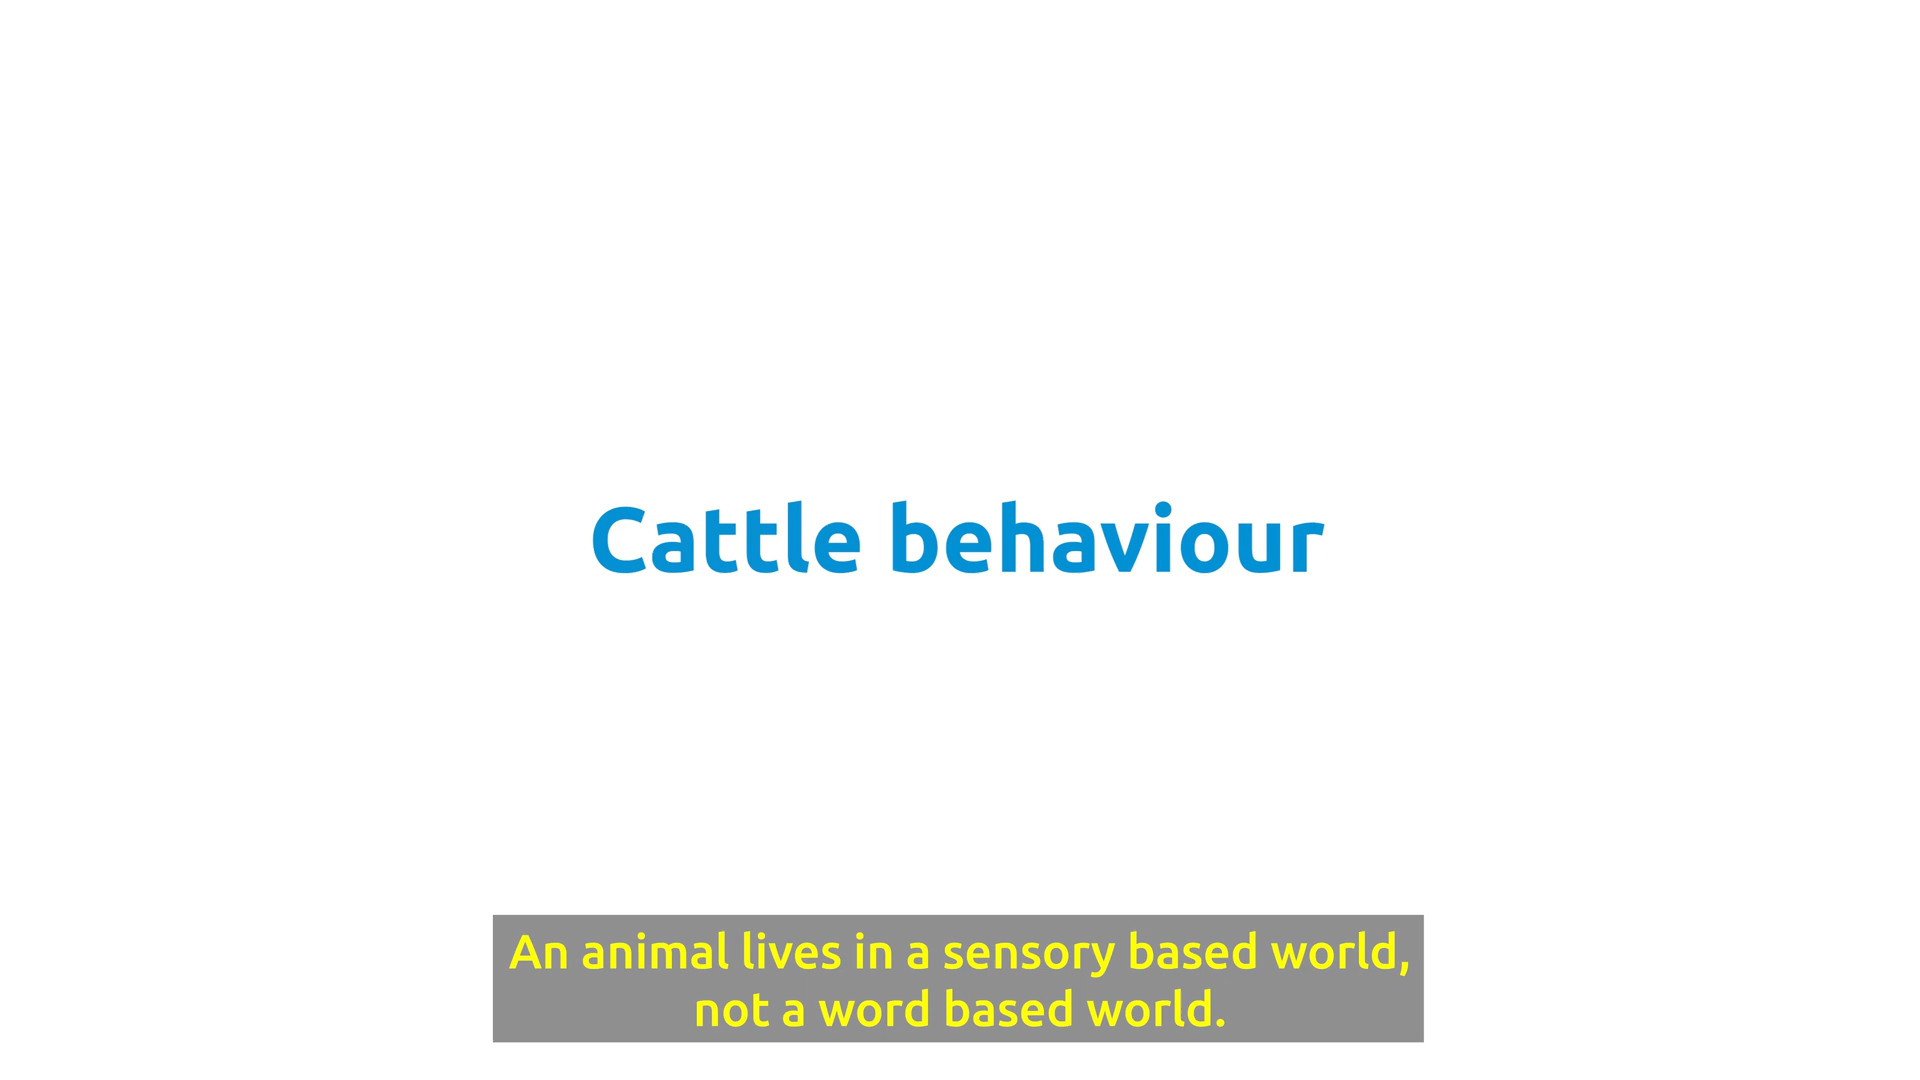 Cattle behaviour
An animal lives in a sensory based world,
not a word based world.